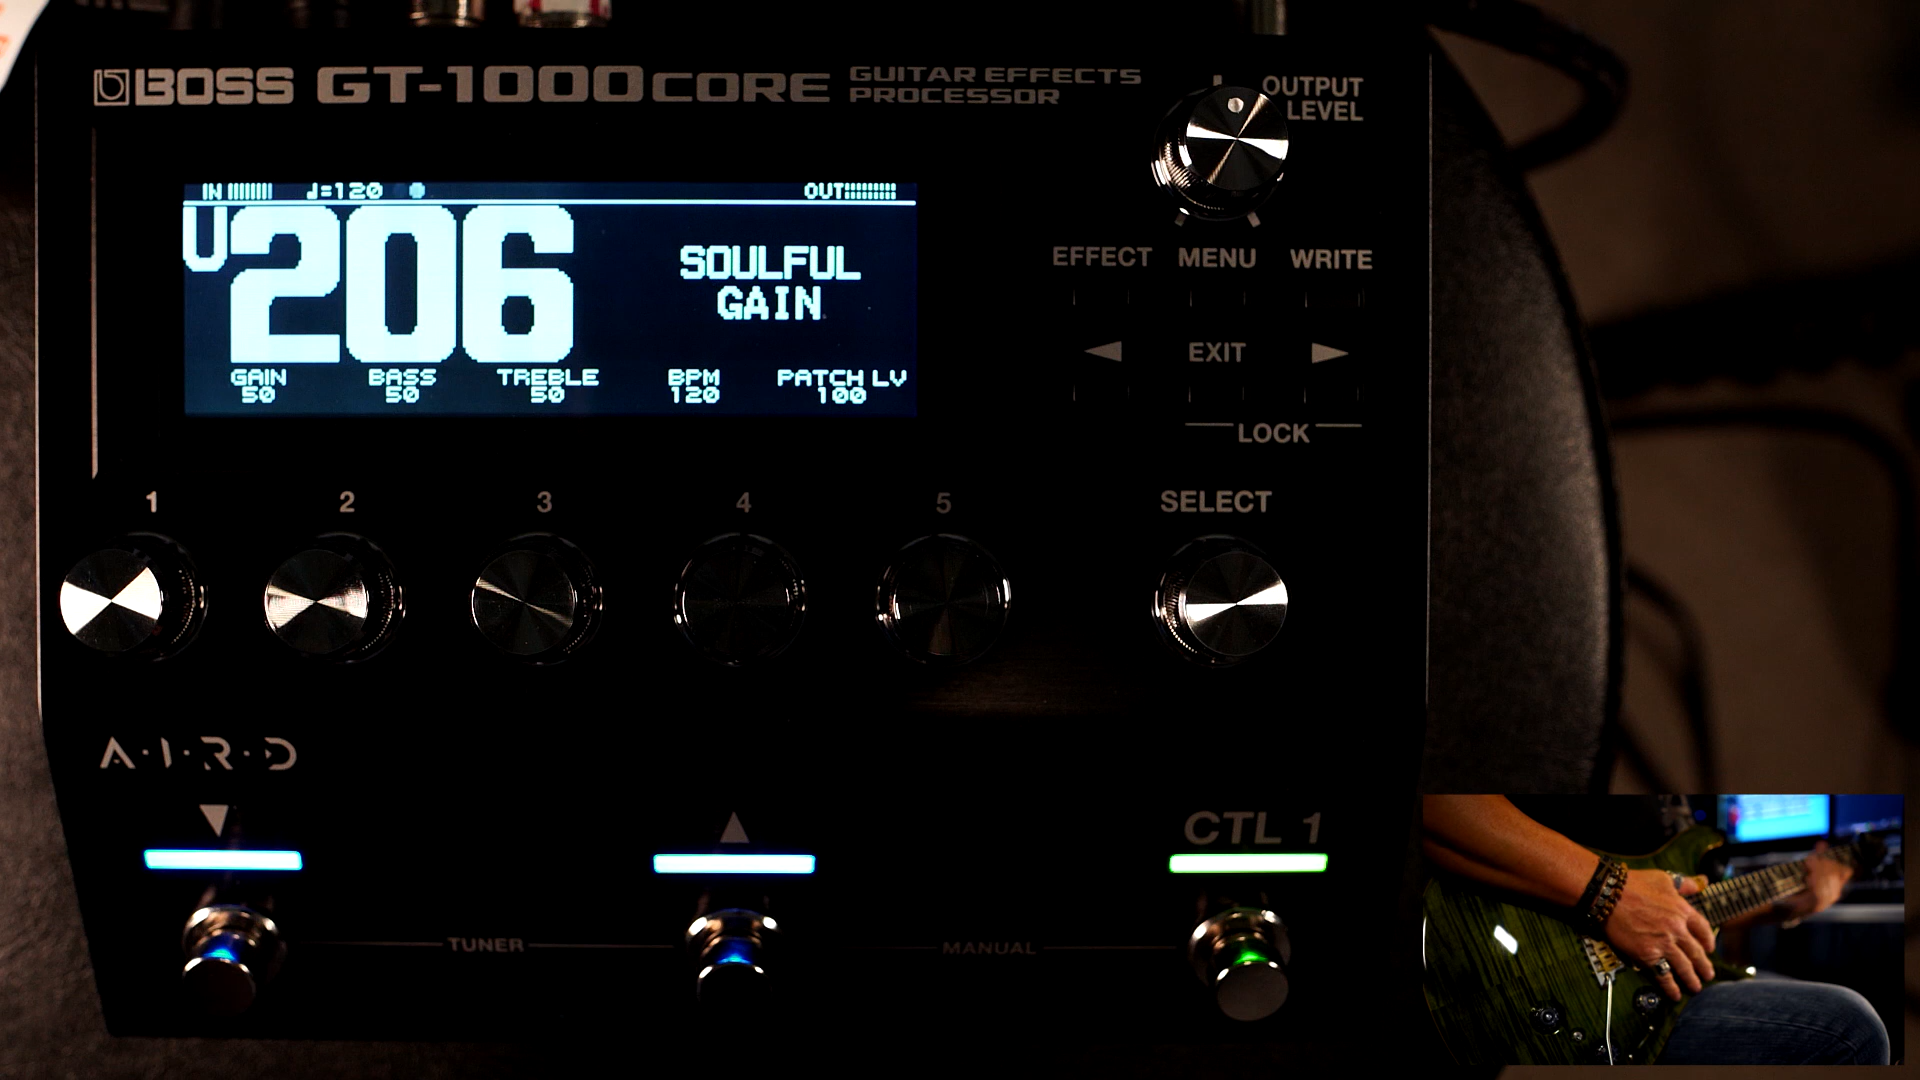 BOSS GT-1000CORE GUITAR EFFECTS PROCESSOR
OUTPUT LEVEL
IN ♩=120 OUT
U206
SOULFUL
GAIN
GAIN BASS TREBLE BPM PATCH LV
50 50 50 120 100
EFFECT MENU WRITE
EXIT
LOCK
1 2 3 4 5 SELECT
A·I·R·D
CTL 1
TUNER MANUAL